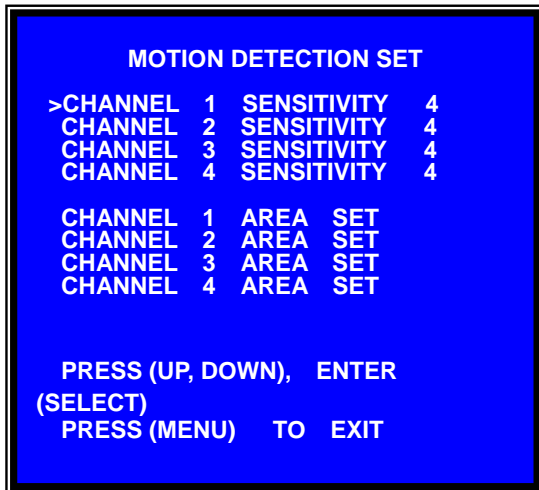 MOTION DETECTION SET
>CHANNEL 1 SENSITIVITY 4
CHANNEL 2 SENSITIVITY 4
CHANNEL 3 SENSITIVITY 4
CHANNEL 4 SENSITIVITY 4
CHANNEL 1 AREA SET
CHANNEL 2 AREA SET
CHANNEL 3 AREA SET
CHANNEL 4 AREA SET
PRESS (UP, DOWN), ENTER
(SELECT)
PRESS (MENU) TO EXIT